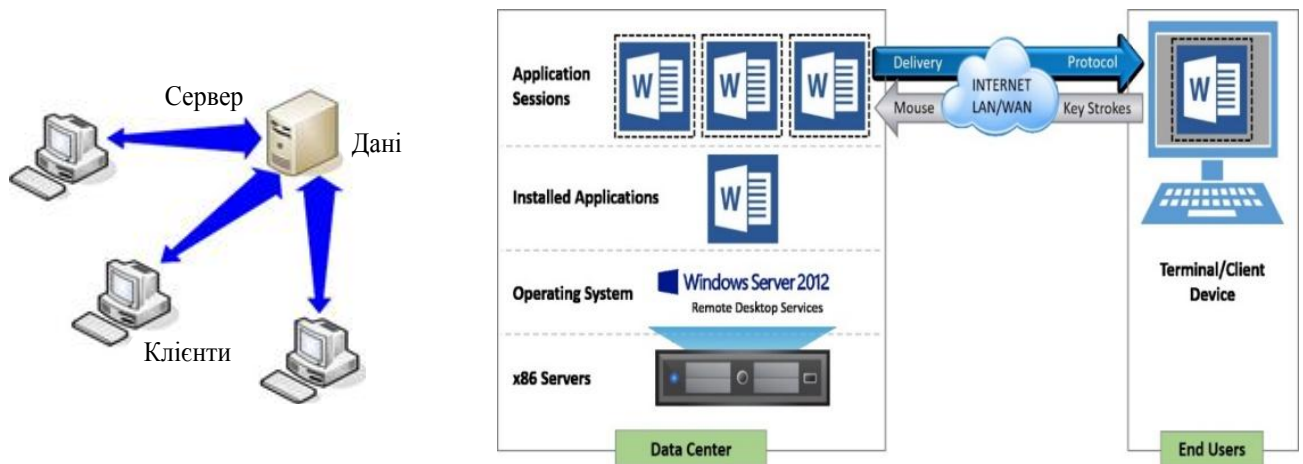 Сервер
Дані
Клієнти
Application
Sessions
W
W
W
Delivery
Protocol
INTERNET
LAN/WAN
Mouse
Key Strokes
W
Installed Applications
W
Operating System
Windows Server 2012
Remote Desktop Services
Terminal/Client
Device
x86 Servers
Data Center
End Users